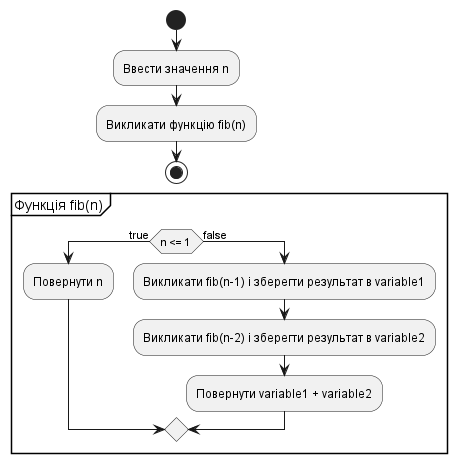 Ввести значення n
Викликати функцію fib(n)
Функція fib(n)
true
n <= 1
false
Повернути n
Викликати fib(n-1) і зберегти результат в variable1
Викликати fib(n-2) і зберегти результат в variable2
Повернути variable1 + variable2